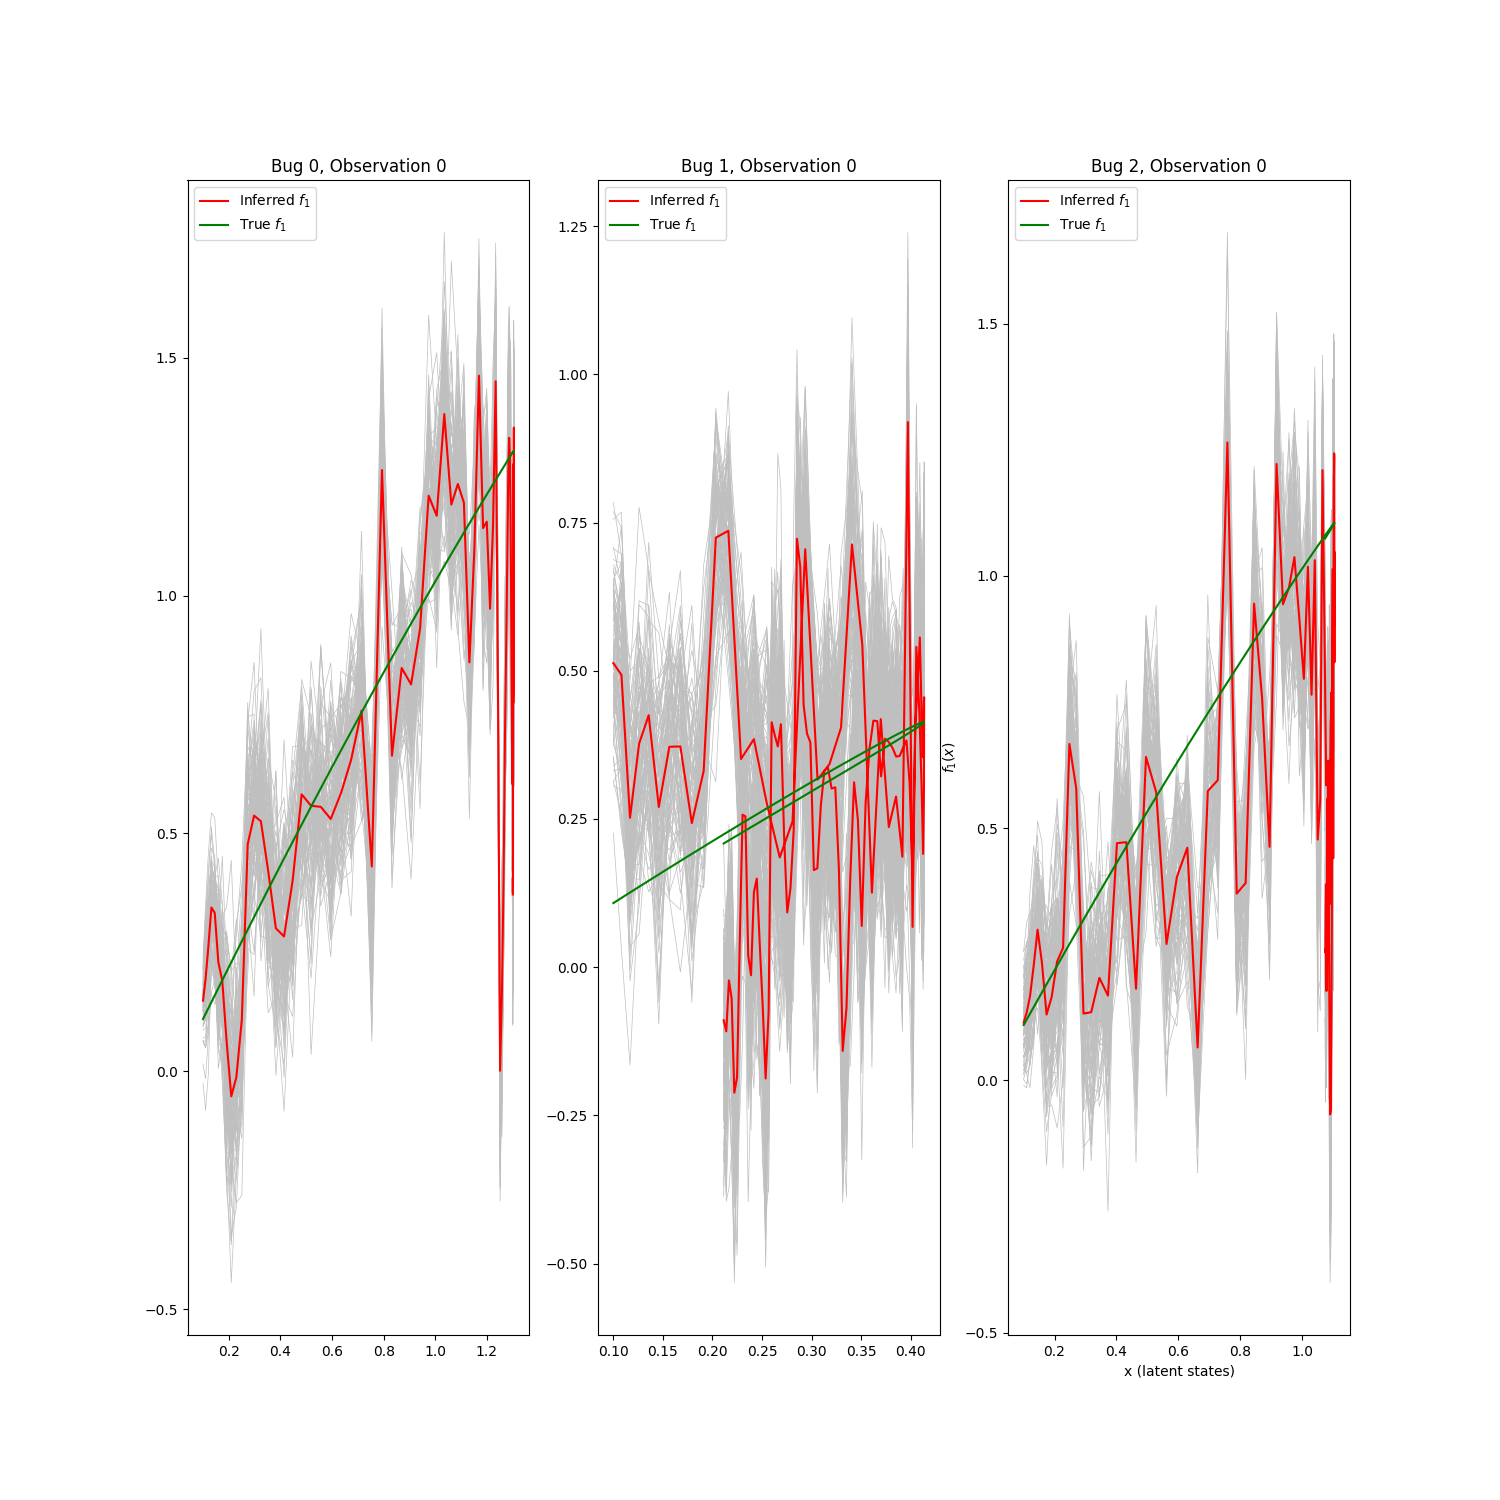 Bug 0, Observation 0
Inferred f₁
True f₁
1.5
1.0
0.5
0.0
−0.5
0.2 0.4 0.6 0.8 1.0 1.2
Bug 1, Observation 0
Inferred f₁
True f₁
1.25
1.00
0.75
0.50
0.25
0.00
−0.25
−0.50
0.10 0.15 0.20 0.25 0.30 0.35 0.40
Bug 2, Observation 0
Inferred f₁
True f₁
f₁(x)
1.5
1.0
0.5
0.0
−0.5
0.2 0.4 0.6 0.8 1.0
x (latent states)